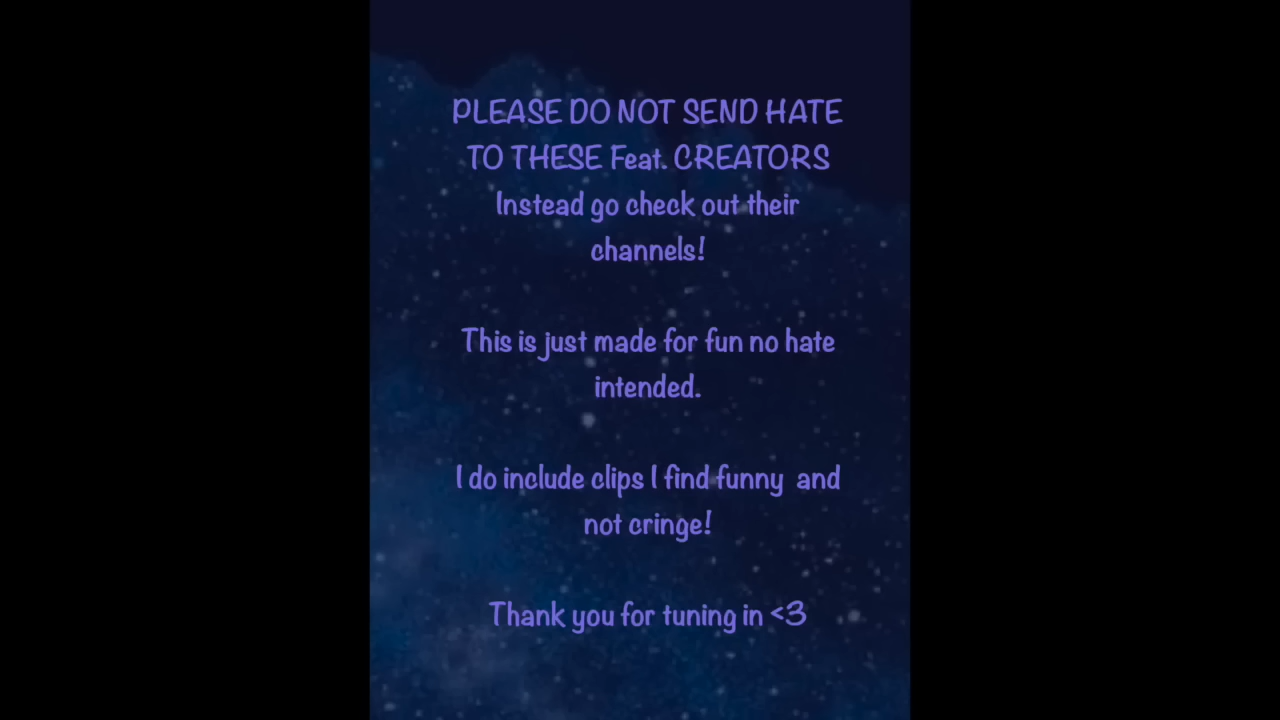 PLEASE DO NOT SEND HATE
TO THESE Feat. CREATORS
Instead go check out their
channels!
This is just made for fun no hate
intended.
I do include clips I find funny  and
not cringe!
Thank you for tuning in <3